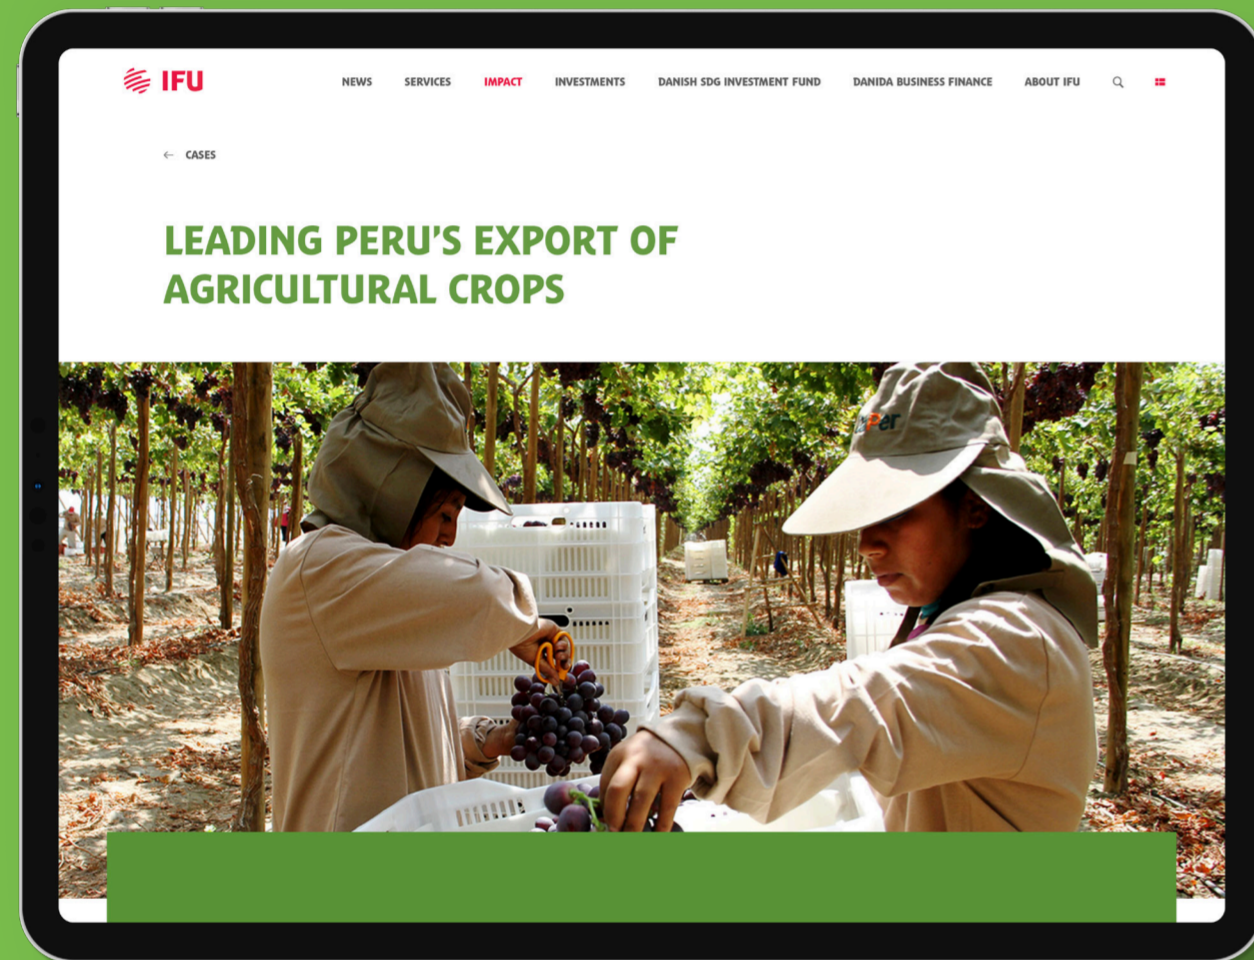 IFU
NEWS SERVICES IMPACT INVESTMENTS DANISH SDG INVESTMENT FUND DANIDA BUSINESS FINANCE ABOUT IFU
← CASES
LEADING PERU’S EXPORT OF
AGRICULTURAL CROPS